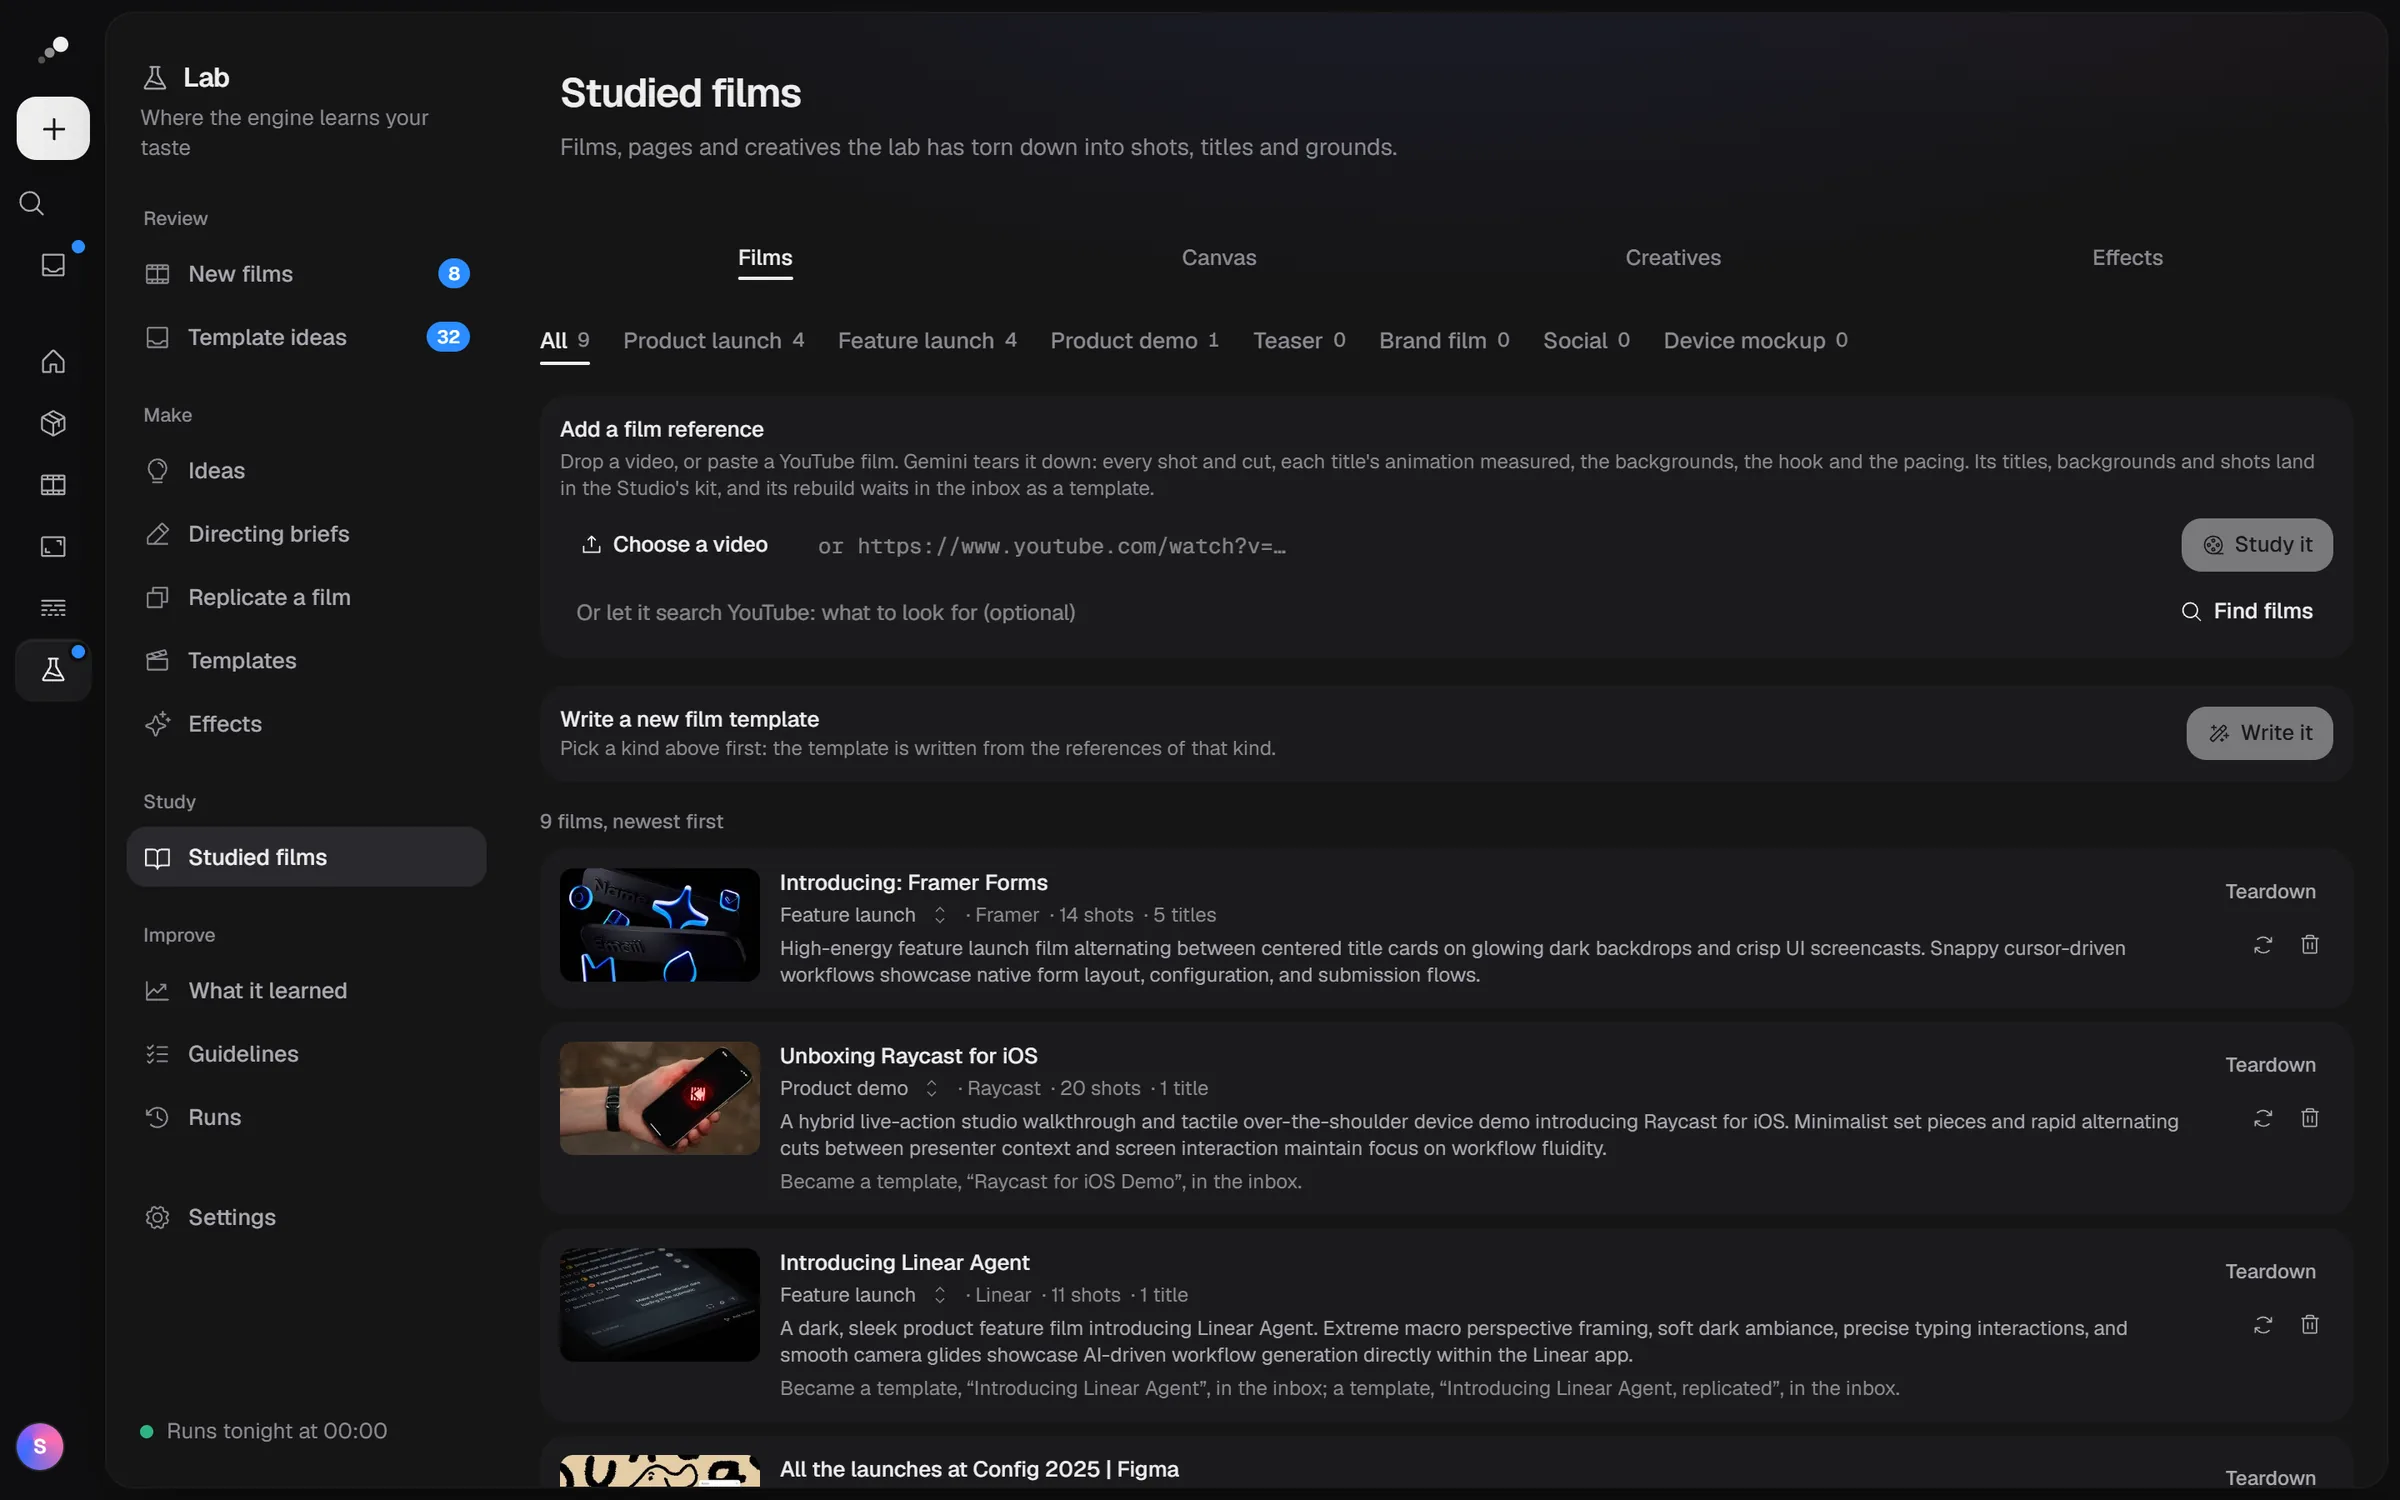 Lab
Where the engine learns your
taste
Review
New films 8
Template ideas 32
Make
Ideas
Directing briefs
Replicate a film
Templates
Effects
Study
Studied films
Improve
What it learned
Guidelines
Runs
Settings
Runs tonight at 00:00
S
Studied films
Films, pages and creatives the lab has torn down into shots, titles and grounds.
Films Canvas Creatives Effects
All 9 Product launch 4 Feature launch 4 Product demo 1 Teaser 0 Brand film 0 Social 0 Device mockup 0
Add a film reference
Drop a video, or paste a YouTube film. Gemini tears it down: every shot and cut, each title's animation measured, the backgrounds, the hook and the pacing. Its titles, backgrounds and shots land
in the Studio's kit, and its rebuild waits in the inbox as a template.
Choose a video or https://www.youtube.com/watch?v=… Study it
Or let it search YouTube: what to look for (optional) Find films
Write a new film template
Pick a kind above first: the template is written from the references of that kind.
Write it
9 films, newest first
Name
Email
Introducing: Framer Forms
Feature launch · Framer · 14 shots · 5 titles
High-energy feature launch film alternating between centered title cards on glowing dark backdrops and crisp UI screencasts. Snappy cursor-driven
workflows showcase native form layout, configuration, and submission flows.
Teardown
Unboxing Raycast for iOS
Product demo · Raycast · 20 shots · 1 title
A hybrid live-action studio walkthrough and tactile over-the-shoulder device demo introducing Raycast for iOS. Minimalist set pieces and rapid alternating
cuts between presenter context and screen interaction maintain focus on workflow fluidity.
Became a template, “Raycast for iOS Demo”, in the inbox.
Teardown
Introducing Linear Agent
Feature launch · Linear · 11 shots · 1 title
A dark, sleek product feature film introducing Linear Agent. Extreme macro perspective framing, soft dark ambiance, precise typing interactions, and
smooth camera glides showcase AI-driven workflow generation directly within the Linear app.
Became a template, “Introducing Linear Agent”, in the inbox; a template, “Introducing Linear Agent, replicated”, in the inbox.
Teardown
All the launches at Config 2025 | Figma
Teardown